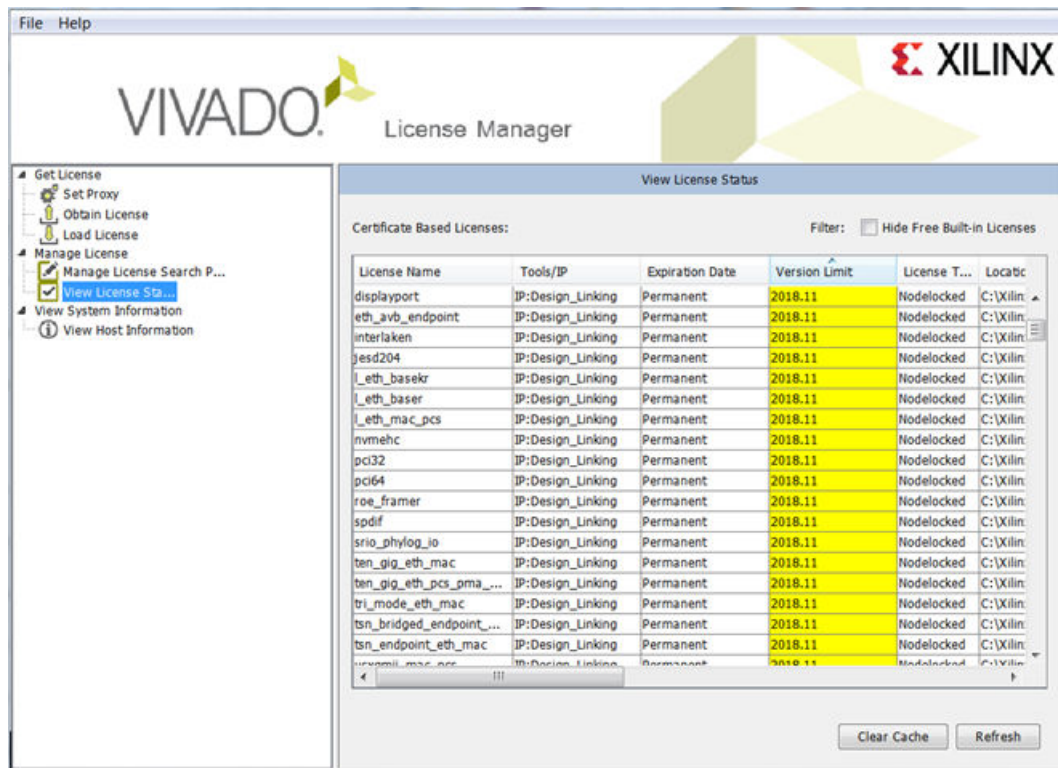 File Help
XILINX
VIVADO. License Manager
Get License
Set Proxy
Obtain License
Load License
Manage License
Manage License Search P...
View License Sta...
View System Information
View Host Information
View License Status
Certificate Based Licenses: Filter: Hide Free Built-in Licenses
License Name Tools/IP Expiration Date Version Limit License T... Locatic
displayport IP:Design_Linking Permanent 2018.11 Nodelocked C:\Xilin:
eth_avb_endpoint IP:Design_Linking Permanent 2018.11 Nodelocked C:\Xilin:
interlaken IP:Design_Linking Permanent 2018.11 Nodelocked C:\Xilin:
jesd204 IP:Design_Linking Permanent 2018.11 Nodelocked C:\Xilin:
l_eth_basekr IP:Design_Linking Permanent 2018.11 Nodelocked C:\Xilin:
l_eth_baser IP:Design_Linking Permanent 2018.11 Nodelocked C:\Xilin:
l_eth_mac_pcs IP:Design_Linking Permanent 2018.11 Nodelocked C:\Xilin:
nvmehc IP:Design_Linking Permanent 2018.11 Nodelocked C:\Xilin:
pci32 IP:Design_Linking Permanent 2018.11 Nodelocked C:\Xilin:
pci64 IP:Design_Linking Permanent 2018.11 Nodelocked C:\Xilin:
roe_framer IP:Design_Linking Permanent 2018.11 Nodelocked C:\Xilin:
spdif IP:Design_Linking Permanent 2018.11 Nodelocked C:\Xilin:
srio_phylog_io IP:Design_Linking Permanent 2018.11 Nodelocked C:\Xilin:
ten_gig_eth_mac IP:Design_Linking Permanent 2018.11 Nodelocked C:\Xilin:
ten_gig_eth_pcs_pma_... IP:Design_Linking Permanent 2018.11 Nodelocked C:\Xilin:
tri_mode_eth_mac IP:Design_Linking Permanent 2018.11 Nodelocked C:\Xilin:
tsn_bridged_endpoint_... IP:Design_Linking Permanent 2018.11 Nodelocked C:\Xilin:
tsn_endpoint_eth_mac IP:Design_Linking Permanent 2018.11 Nodelocked C:\Xilin:
IP:Design_Linking Permanent 2018.11 Nodelocked C:\Xilin:
Clear Cache Refresh